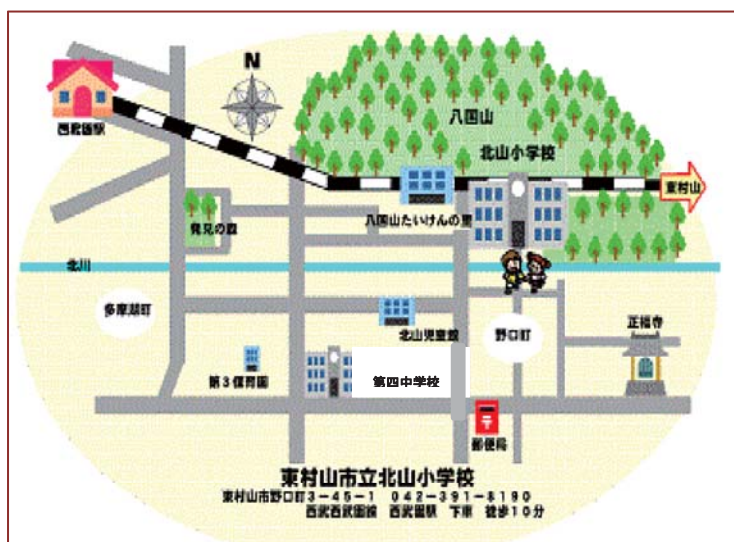 N
西武園駅
八国山
北山小学校
東村山
八国山たいけんの里
発見の森
北川
多摩湖町
北山児童館
野口町
正福寺
第3保育園
第四中学校
〒
郵便局
東村山市立北山小学校
東村山市野口町3-45-1 042-391-8190
西武西武園線 西武園駅 下車 徒歩10分